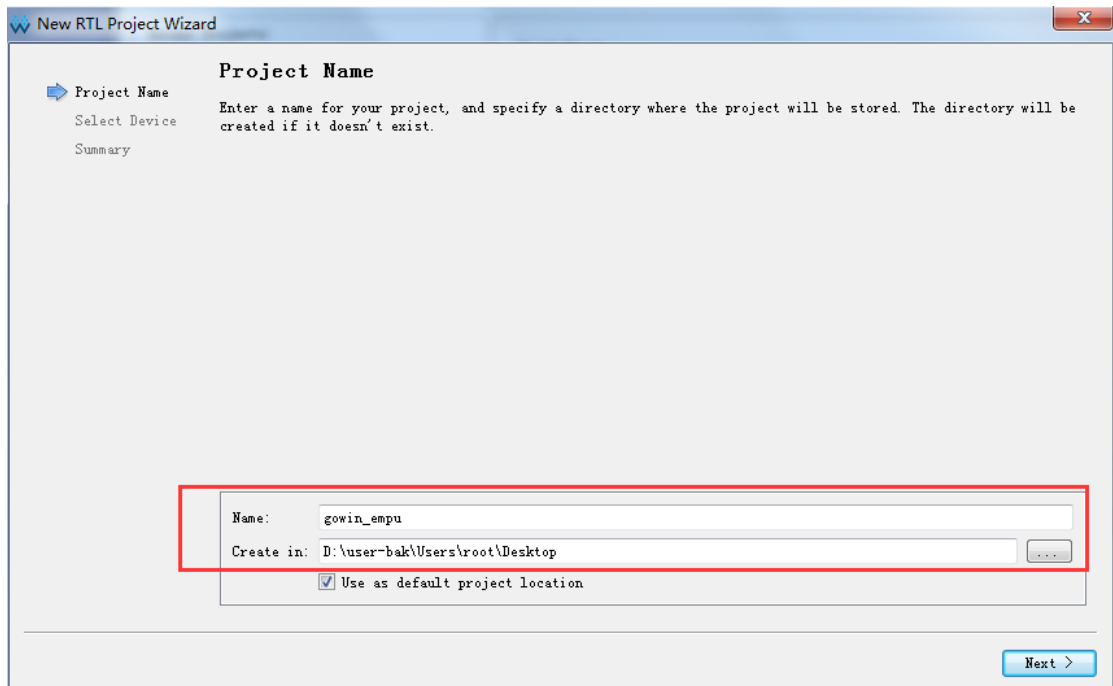 New RTL Project Wizard
Project Name
Select Device
Summary
Project Name
Enter a name for your project, and specify a directory where the project will be stored. The directory will be
created if it doesn't exist.
Name: gowin_empu
Create in: D:\user-bak\Users\root\Desktop ...
Use as default project location
Next >